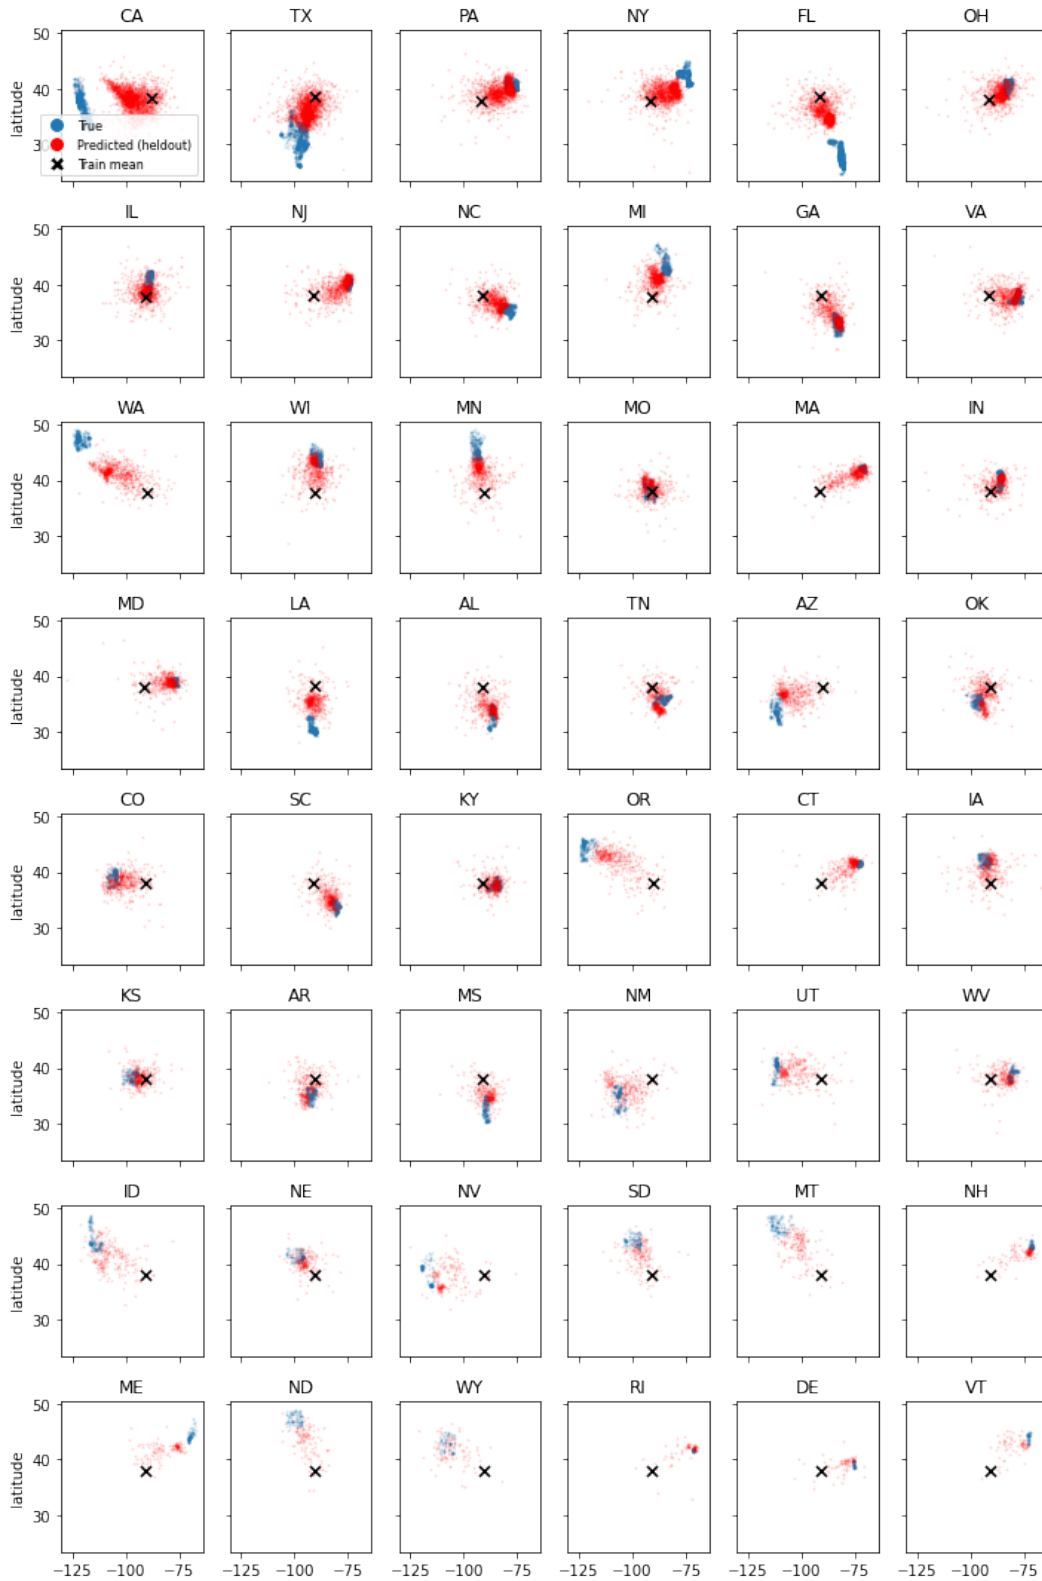 CA TX PA NY FL OH
50
40
30
latitude
True
Predicted (heldout)
Train mean
IL NJ NC MI GA VA
50
40
30
latitude
WA WI MN MO MA IN
50
40
30
latitude
MD LA AL TN AZ OK
50
40
30
latitude
CO SC KY OR CT IA
50
40
30
latitude
KS AR MS NM UT WV
50
40
30
latitude
ID NE NV SD MT NH
50
40
30
latitude
ME ND WY RI DE VT
50
40
30
latitude
−125 −100 −75 −125 −100 −75 −125 −100 −75 −125 −100 −75 −125 −100 −75 −125 −100 −75